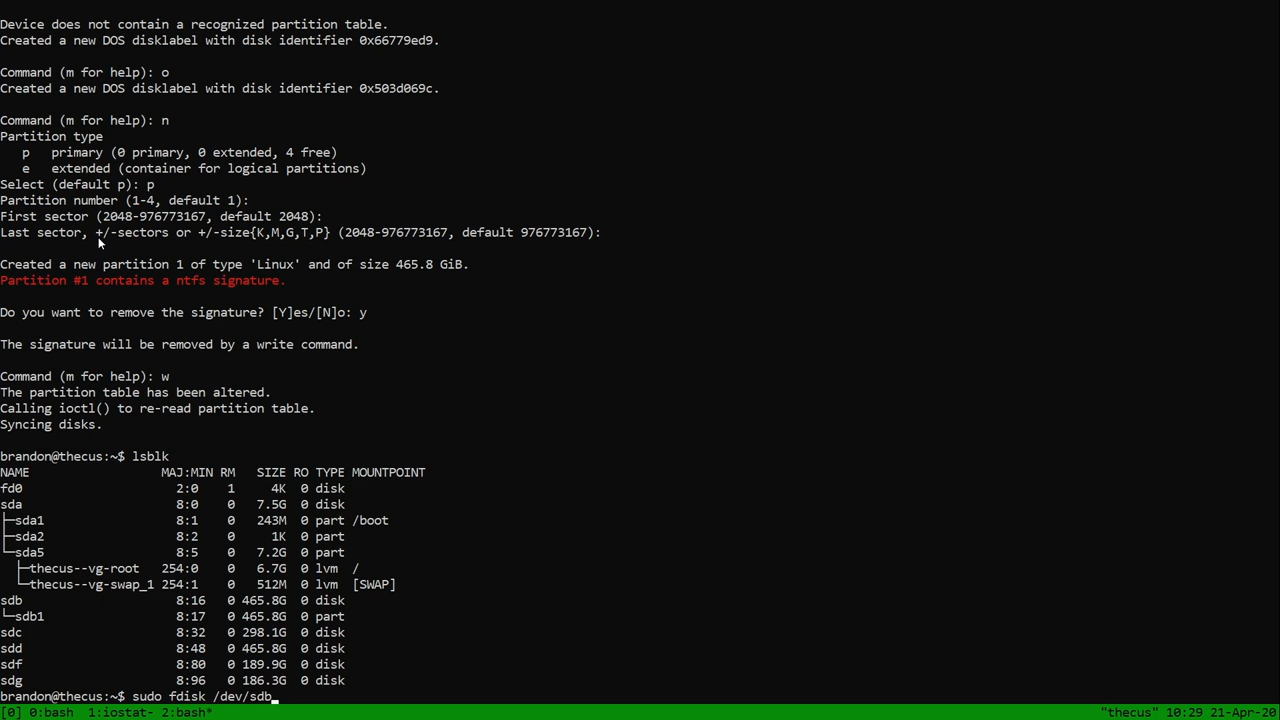 Device does not contain a recognized partition table.
Created a new DOS disklabel with disk identifier 0x66779ed9.
Command (m for help): o
Created a new DOS disklabel with disk identifier 0x503d069c.
Command (m for help): n
Partition type
   p   primary (0 primary, 0 extended, 4 free)
   e   extended (container for logical partitions)
Select (default p): p
Partition number (1-4, default 1):
First sector (2048-976773167, default 2048):
Last sector, +/-sectors or +/-size{K,M,G,T,P} (2048-976773167, default 976773167):
Created a new partition 1 of type 'Linux' and of size 465.8 GiB.
Partition #1 contains a ntfs signature.
Do you want to remove the signature? [Y]es/[N]o: y
The signature will be removed by a write command.
Command (m for help): w
The partition table has been altered.
Calling ioctl() to re-read partition table.
Syncing disks.
brandon@thecus:~$ lsblk
NAME                  MAJ:MIN RM   SIZE RO TYPE MOUNTPOINT
fd0                     2:0    1     4K  0 disk
sda                     8:0    0   7.5G  0 disk
├─sda1                  8:1    0   243M  0 part /boot
├─sda2                  8:2    0     1K  0 part
└─sda5                  8:5    0   7.2G  0 part
  ├─thecus--vg-root   254:0    0   6.7G  0 lvm  /
  └─thecus--vg-swap_1 254:1    0   512M  0 lvm  [SWAP]
sdb                     8:16   0 465.8G  0 disk
└─sdb1                  8:17   0 465.8G  0 part
sdc                     8:32   0 298.1G  0 disk
sdd                     8:48   0 465.8G  0 disk
sdf                     8:80   0 189.9G  0 disk
sdg                     8:96   0 186.3G  0 disk
brandon@thecus:~$ sudo fdisk /dev/sdb
[0] 0:bash  1:iostat- 2:bash* "thecus" 10:29 21-Apr-20